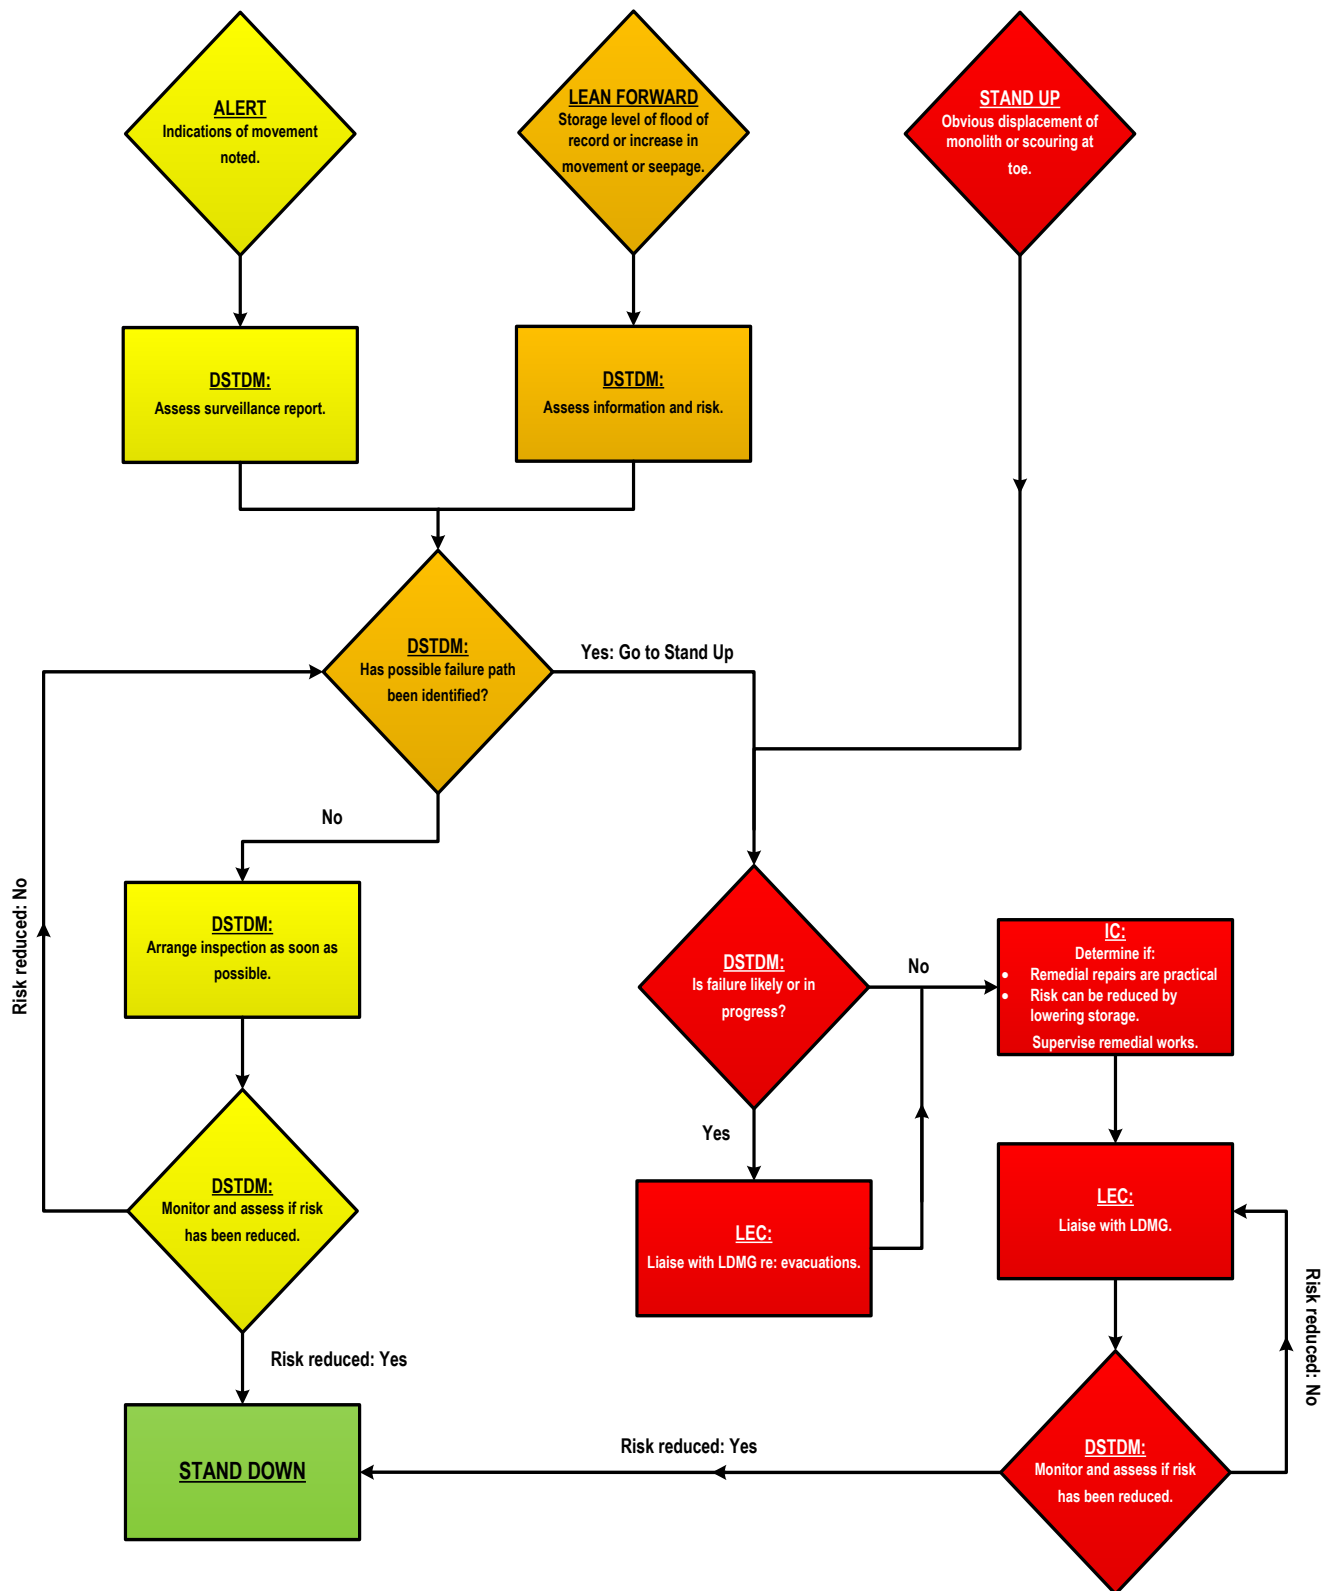 ALERT
Indications of movement
noted.
LEAN FORWARD
Storage level of flood of
record or increase in
movement or seepage.
STAND UP
Obvious displacement of
monolith or scouring at
toe.
DSTDM:
Assess surveillance report.
DSTDM:
Assess information and risk.
DSTDM:
Has possible failure path
been identified?
Yes: Go to Stand Up
No
Risk reduced: No
DSTDM:
Arrange inspection as soon as
possible.
DSTDM:
Is failure likely or in
progress?
No
IC:
Determine if:
• Remedial repairs are practical
• Risk can be reduced by
lowering storage.
Supervise remedial works.
Yes
DSTDM:
Monitor and assess if risk
has been reduced.
LEC:
Liaise with LDMG re: evacuations.
LEC:
Liaise with LDMG.
Risk reduced: No
Risk reduced: Yes
Risk reduced: Yes
STAND DOWN
DSTDM:
Monitor and assess if risk
has been reduced.